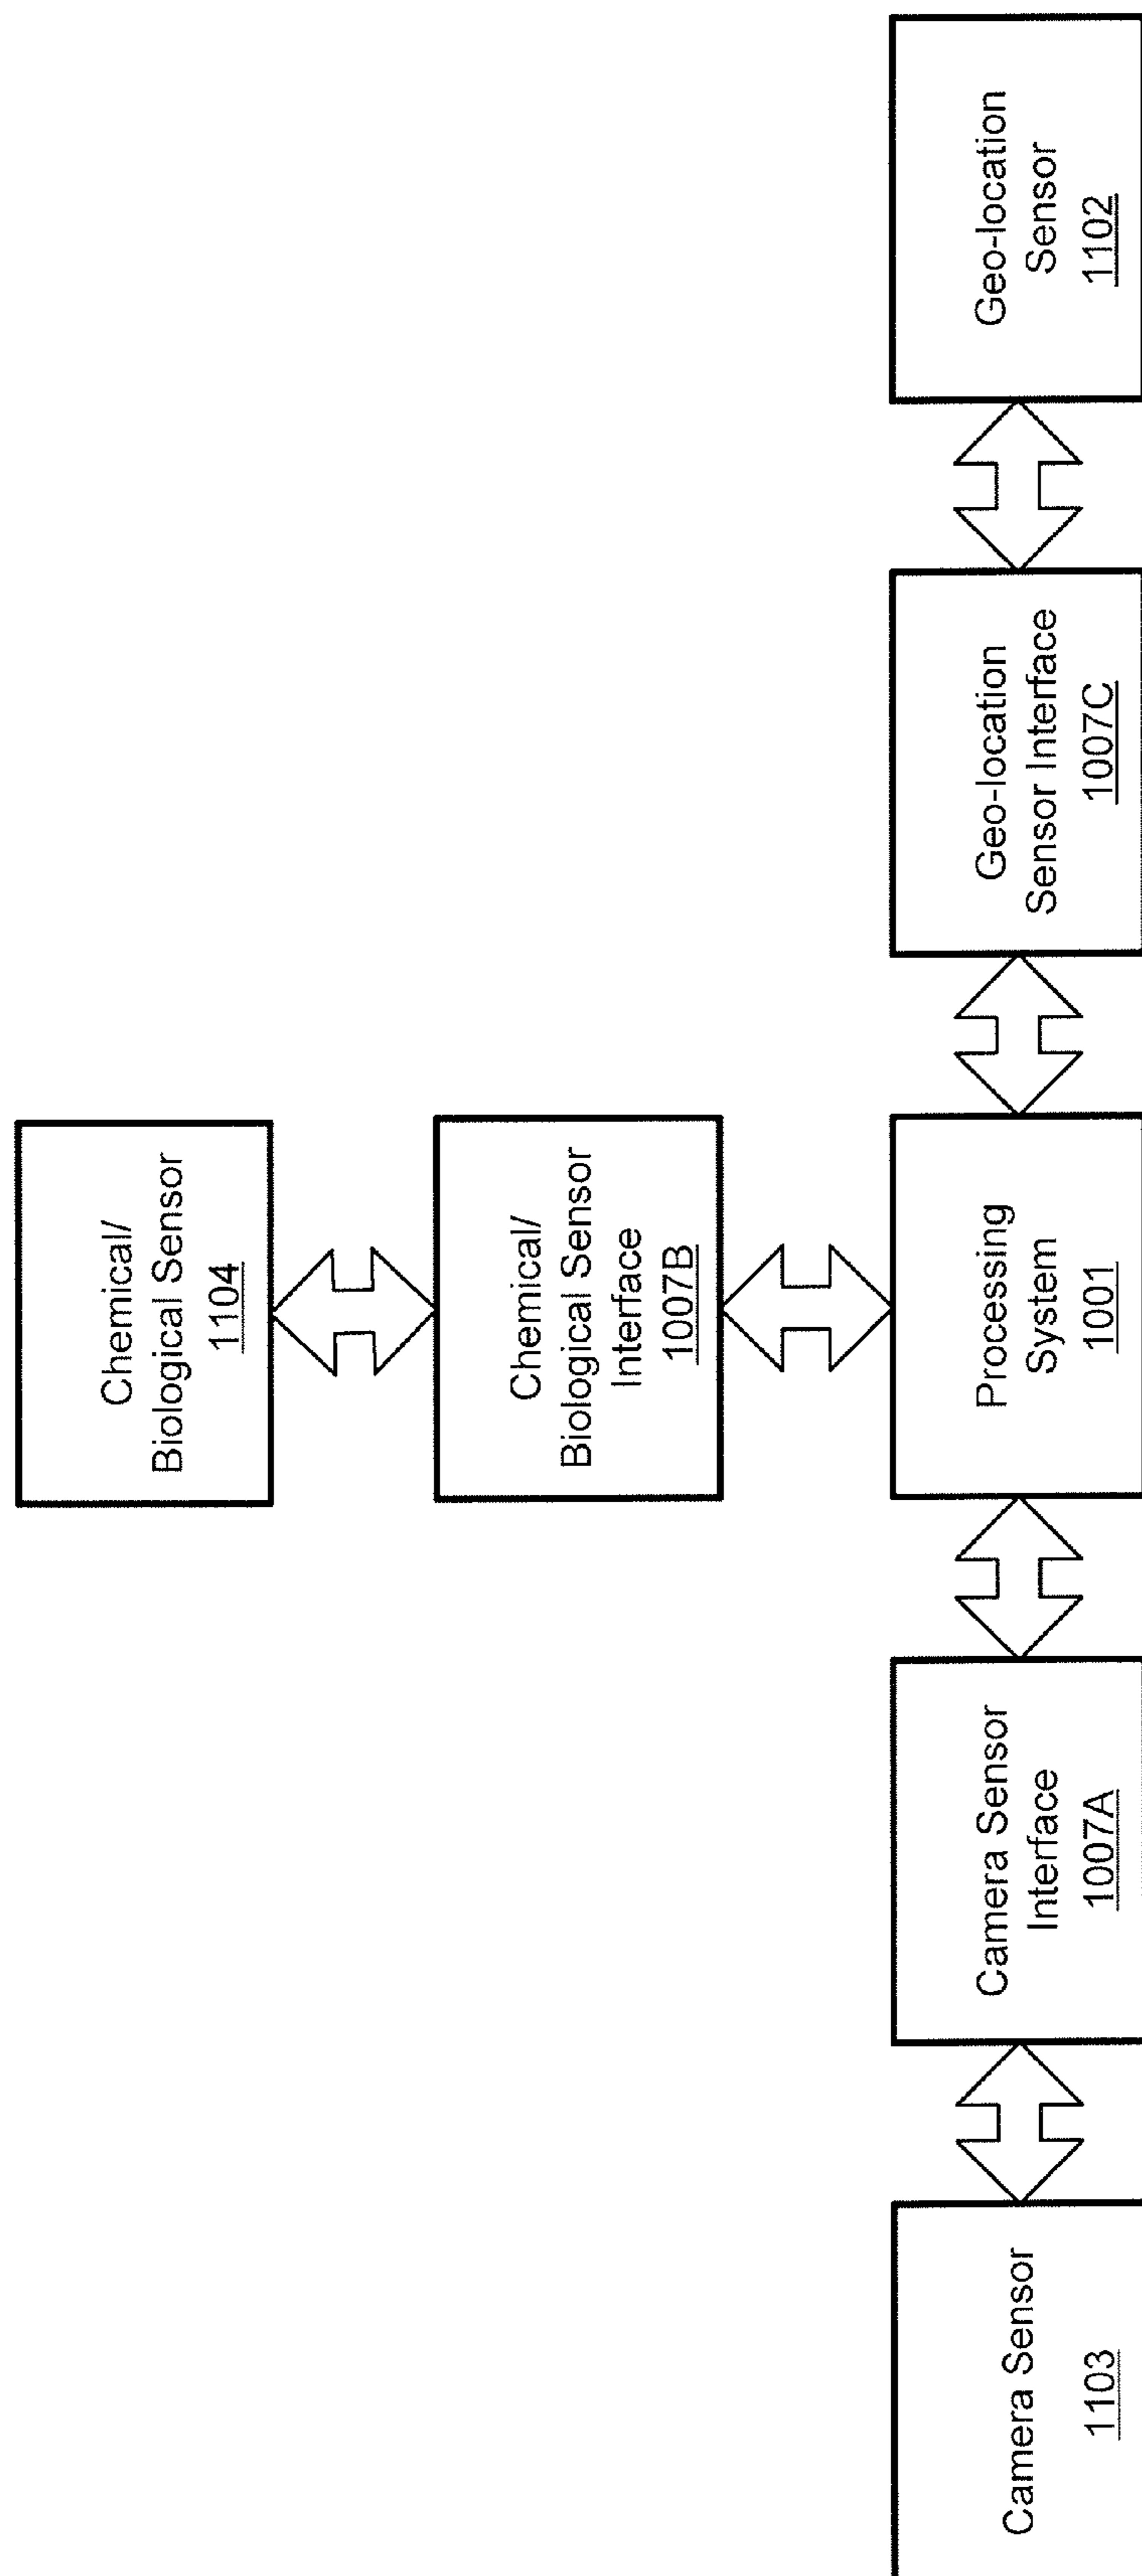 Chemical/
Biological Sensor
1104
Chemical/
Biological Sensor
Interface
1007B
Camera Sensor
1103
Camera Sensor
Interface
1007A
Processing
System
1001
Geo-location
Sensor Interface
1007C
Geo-location
Sensor
1102